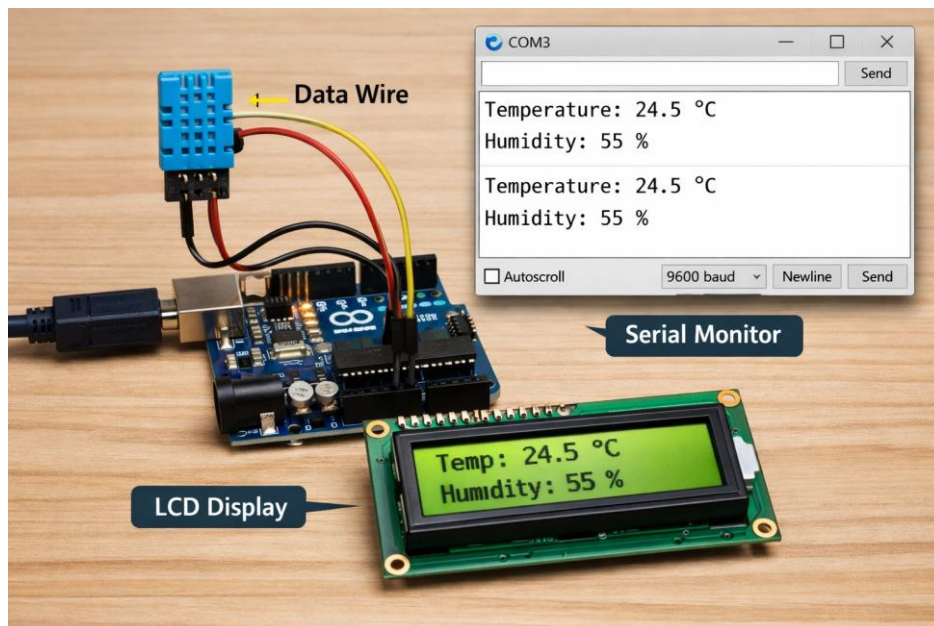 COM3
Send
Temperature: 24.5 °C
Humidity: 55 %
Temperature: 24.5 °C
Humidity: 55 %
Autoscroll
9600 baud
Newline
Send
Data Wire
Serial Monitor
Temp: 24.5 °C
Humidity: 55 %
LCD Display